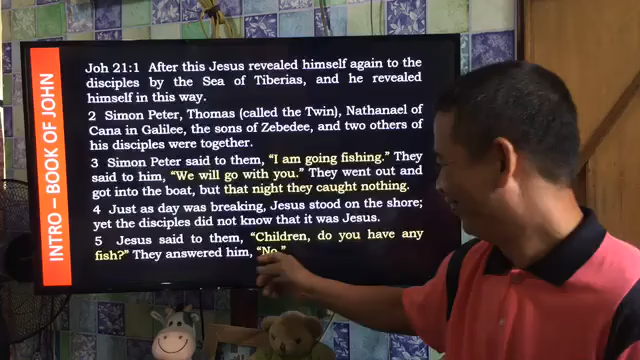 INTRO – BOOK OF JOHN
Joh 21:1 After this Jesus revealed himself again to the
disciples by the Sea of Tiberias, and he revealed
himself in this way.
2 Simon Peter, Thomas (called the Twin), Nathanael of
Cana in Galilee, the sons of Zebedee, and two others of
his disciples were together.
3 Simon Peter said to them, “I am going fishing.” They
said to him, “We will go with you.” They went out and
got into the boat, but that night they caught nothing.
4 Just as day was breaking, Jesus stood on the shore;
yet the disciples did not know that it was Jesus.
5 Jesus said to them, “Children, do you have any
fish?” They answered him, “No.”